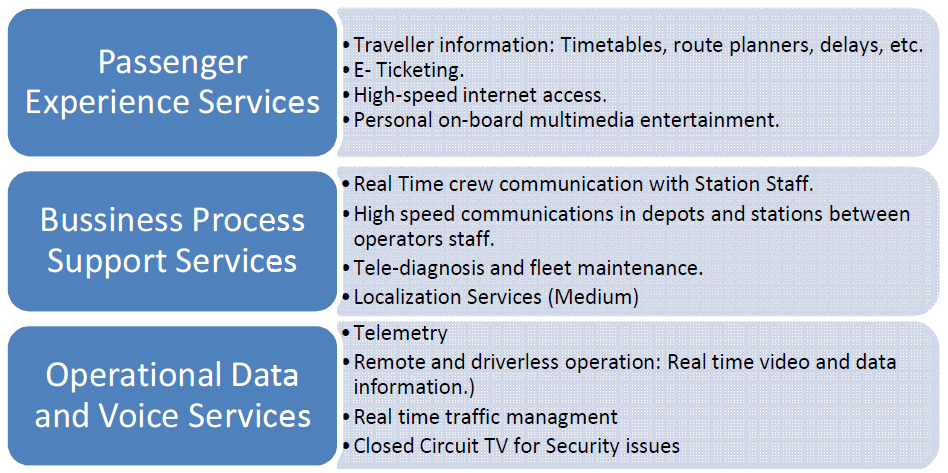 Passenger
Experience Services
• Traveller information: Timetables, route planners, delays, etc.
• E- Ticketing.
• High-speed internet access.
• Personal on-board multimedia entertainment.
Bussiness Process
Support Services
• Real Time crew communication with Station Staff.
• High speed communications in depots and stations between
operators staff.
• Tele-diagnosis and fleet maintenance.
• Localization Services (Medium)
Operational Data
and Voice Services
• Telemetry
• Remote and driverless operation: Real time video and data
information.)
• Real time traffic managment
• Closed Circuit TV for Security issues